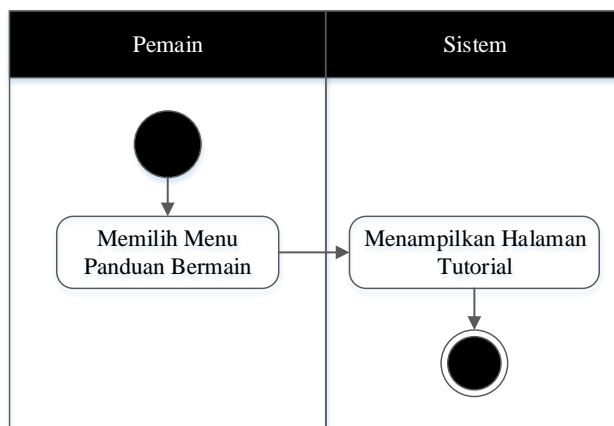 Pemain
Sistem
Memilih Menu
Panduan Bermain
Menampilkan Halaman
Tutorial